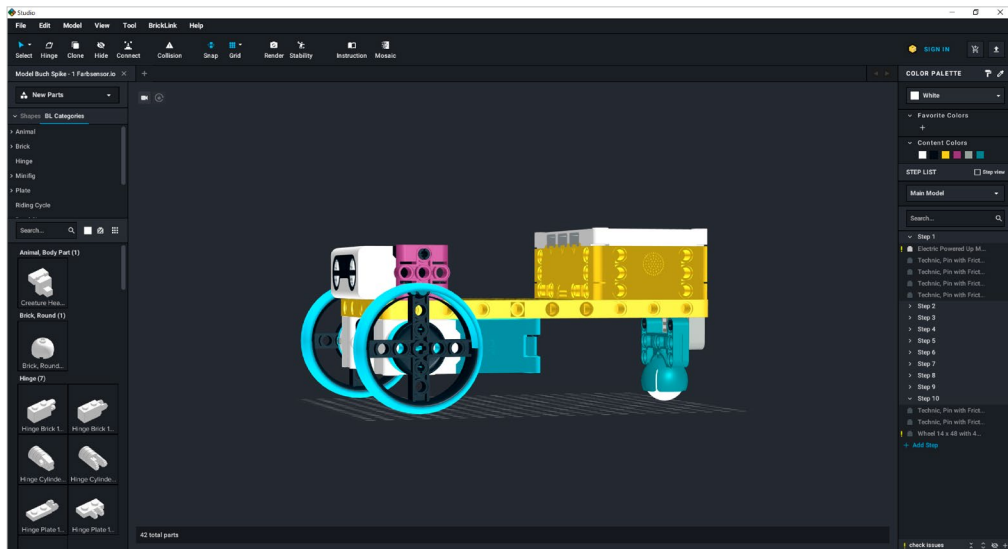 Studio
File Edit Model View Tool BrickLink Help
Select Hinge Clone Hide Connect Collision Snap Grid Render Stability Instruction Mosaic
SIGN IN
Model Buch Spike - 1 Farbsensor.io
New Parts
Shapes BL Categories
Animal
Brick
Hinge
Minifig
Plate
Riding Cycle
Search...
Animal, Body Part (1)
Creature Hea...
Brick, Round (1)
Brick, Round...
Hinge (7)
Hinge Brick 1... Hinge Brick 1...
Hinge Cylinde... Hinge Cylinde...
Hinge Plate 1... Hinge Plate 1...
42 total parts
COLOR PALETTE
White
Favorite Colors
Content Colors
STEP LIST Step view
Main Model
Search...
Step 1
Electric Powered Up M...
Technic, Pin with Frict...
Technic, Pin with Frict...
Technic, Pin with Frict...
Technic, Pin with Frict...
Step 2
Step 3
Step 4
Step 5
Step 6
Step 7
Step 8
Step 9
Step 10
Technic, Pin with Frict...
Technic, Pin with Frict...
Wheel 14 x 48 with 4...
+ Add Step
check issues